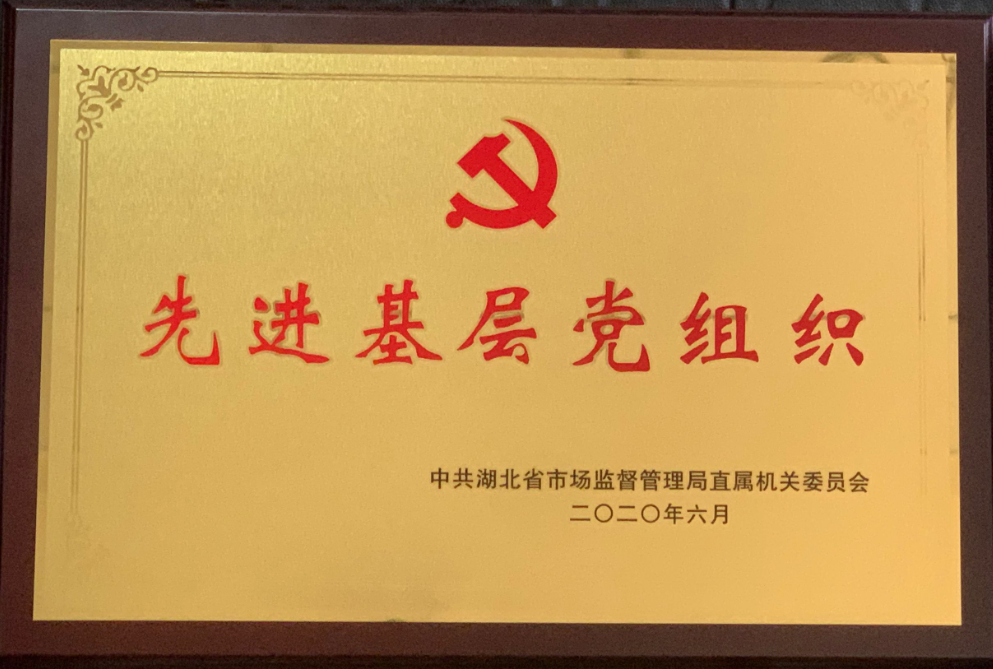 先进基层党组织
中共湖北省市场监督管理局直属机关委员会
二〇二〇年六月